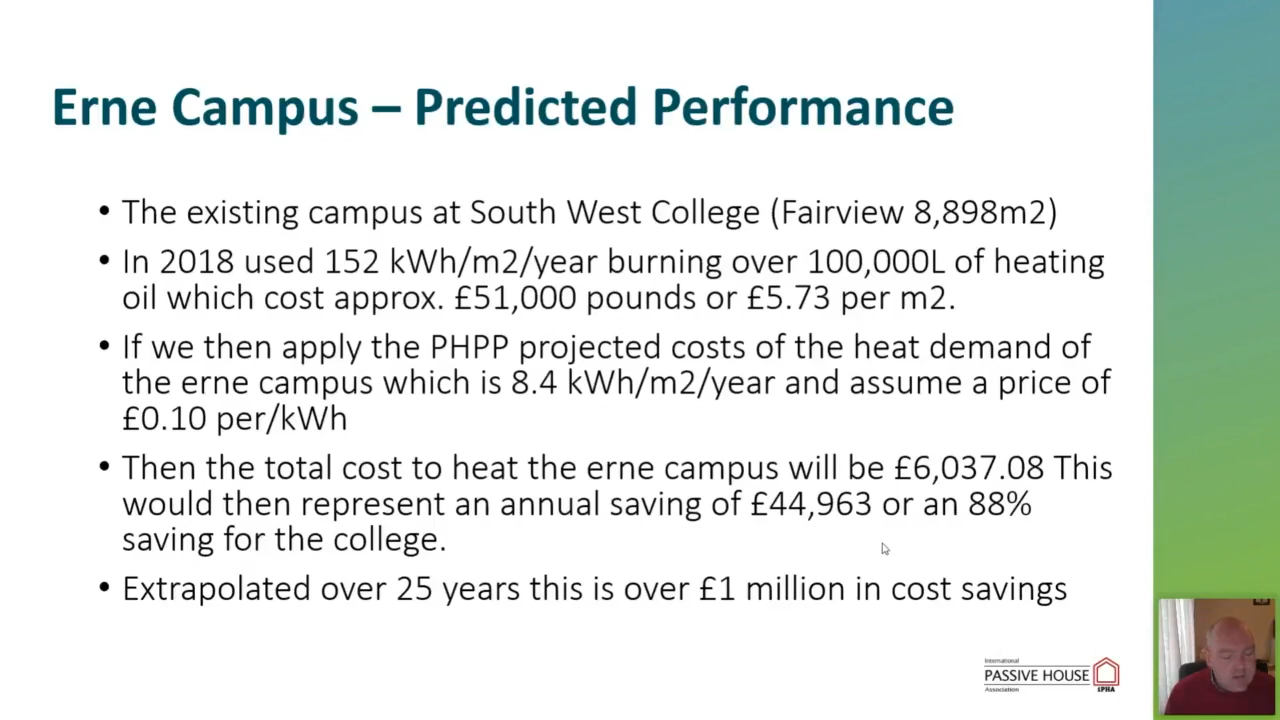 Erne Campus – Predicted Performance
• The existing campus at South West College (Fairview 8,898m2)
• In 2018 used 152 kWh/m2/year burning over 100,000L of heating
oil which cost approx. £51,000 pounds or £5.73 per m2.
• If we then apply the PHPP projected costs of the heat demand of
the erne campus which is 8.4 kWh/m2/year and assume a price of
£0.10 per/kWh
• Then the total cost to heat the erne campus will be £6,037.08 This
would then represent an annual saving of £44,963 or an 88%
saving for the college.
• Extrapolated over 25 years this is over £1 million in cost savings
International
PASSIVE HOUSE
Association
iPHA